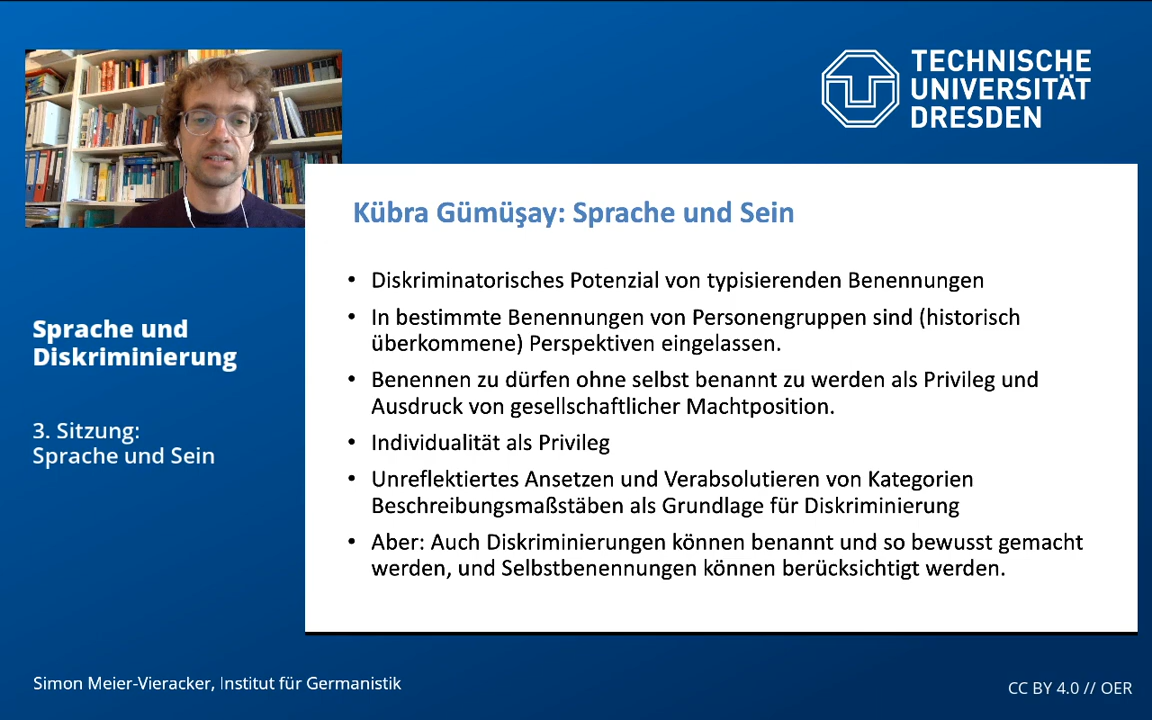 TECHNISCHE
UNIVERSITÄT
DRESDEN
Kübra Gümüşay: Sprache und Sein
• Diskriminatorisches Potenzial von typisierenden Benennungen
• In bestimmte Benennungen von Personengruppen sind (historisch
überkommene) Perspektiven eingelassen.
• Benennen zu dürfen ohne selbst benannt zu werden als Privileg und
Ausdruck von gesellschaftlicher Machtposition.
• Individualität als Privileg
• Unreflektiertes Ansetzen und Verabsolutieren von Kategorien
Beschreibungsmaßstäben als Grundlage für Diskriminierung
• Aber: Auch Diskriminierungen können benannt und so bewusst gemacht
werden, und Selbstbenennungen können berücksichtigt werden.
Sprache und
Diskriminierung
3. Sitzung:
Sprache und Sein
Simon Meier-Vieracker, Institut für Germanistik
CC BY 4.0 // OER